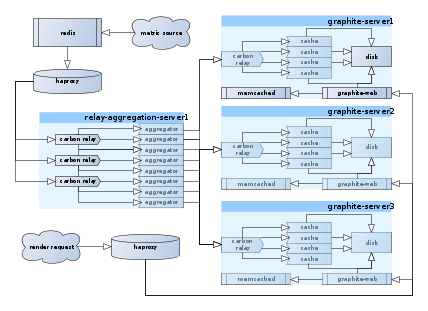 redis
metric source
haproxy
relay-aggregation-server1
carbon relay
carbon relay
carbon relay
aggregator
aggregator
aggregator
aggregator
aggregator
aggregator
aggregator
render request
haproxy
graphite-server1
carbon
relay
cache
cache
cache
cache
disk
memcached
graphite-web
graphite-server2
carbon
relay
cache
cache
cache
cache
disk
memcached
graphite-web
graphite-server3
carbon
relay
cache
cache
cache
cache
disk
memcached
graphite-web